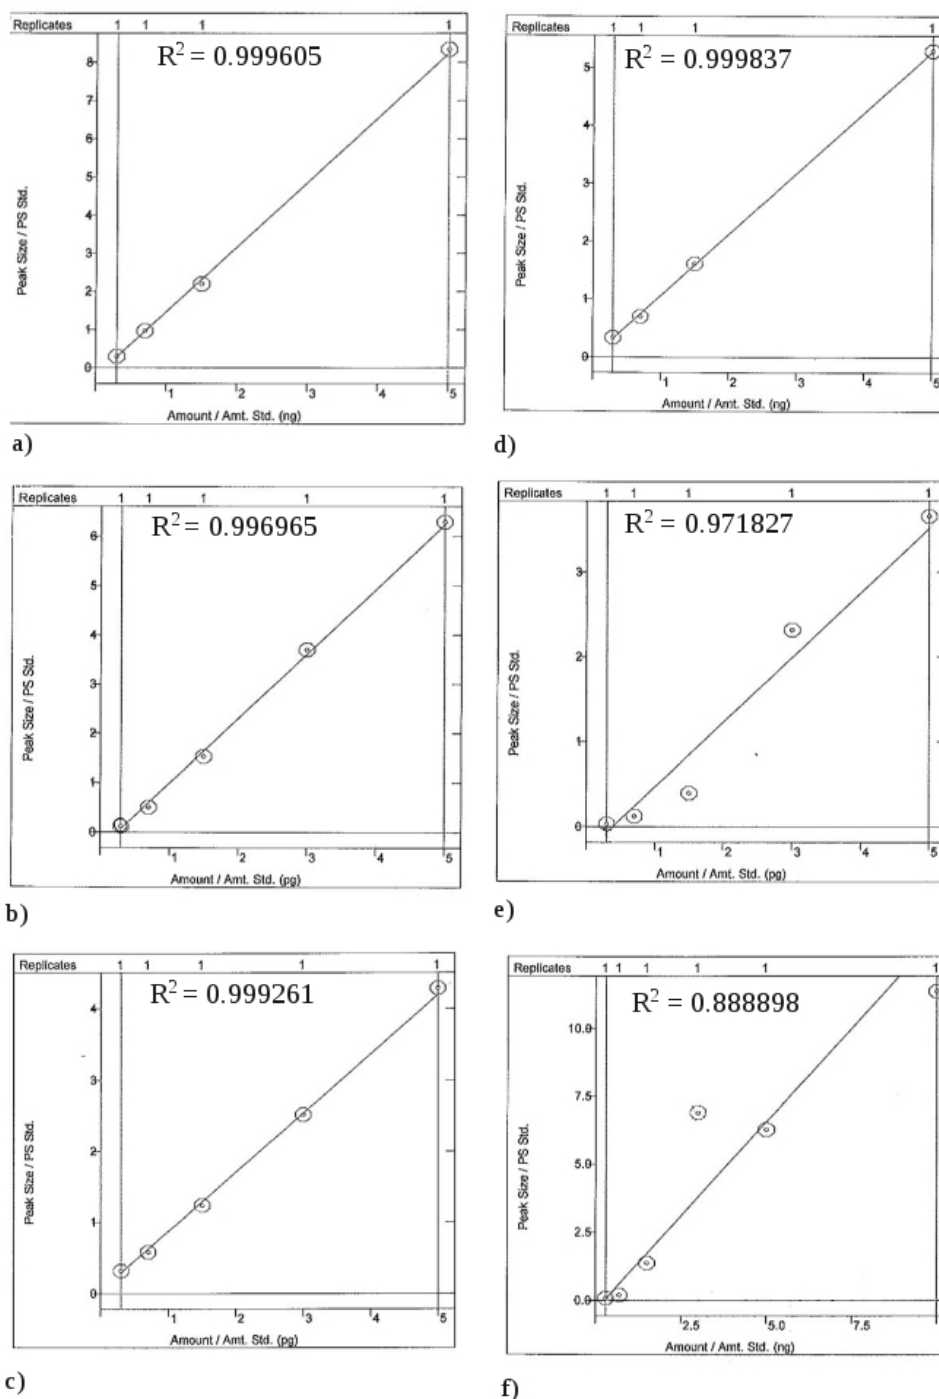 Replicates 1 1 1 1
R² = 0.999605
8
7
6
5
4
3
2
1
0
Peak Size / PS Std.
1 2 3 4 5
Amount / Amt. Std. (ng)
a)
Replicates 1 1 1 1 1
R² = 0.996965
6
5
4
3
2
1
0
Peak Size / PS Std.
1 2 3 4 5
Amount / Amt. Std. (pg)
b)
Replicates 1 1 1 1 1
R² = 0.999261
4
3
2
1
0
Peak Size / PS Std.
1 2 3 4 5
Amount / Amt. Std. (pg)
c)
Replicates 1 1 1 1
R² = 0.999837
5
4
3
2
1
0
Peak Size / PS Std.
1 2 3 4 5
Amount / Amt. Std. (ng)
d)
Replicates 1 1 1 1 1
R² = 0.971827
3
2
1
0
Peak Size / PS Std.
1 2 3 4 5
Amount / Amt. Std. (pg)
e)
Replicates 1 1 1 1 1 1
R² = 0.888898
10.0
7.5
5.0
2.5
0.0
Peak Size / PS Std.
2.5 5.0 7.5
Amount / Amt. Std. (ng)
f)